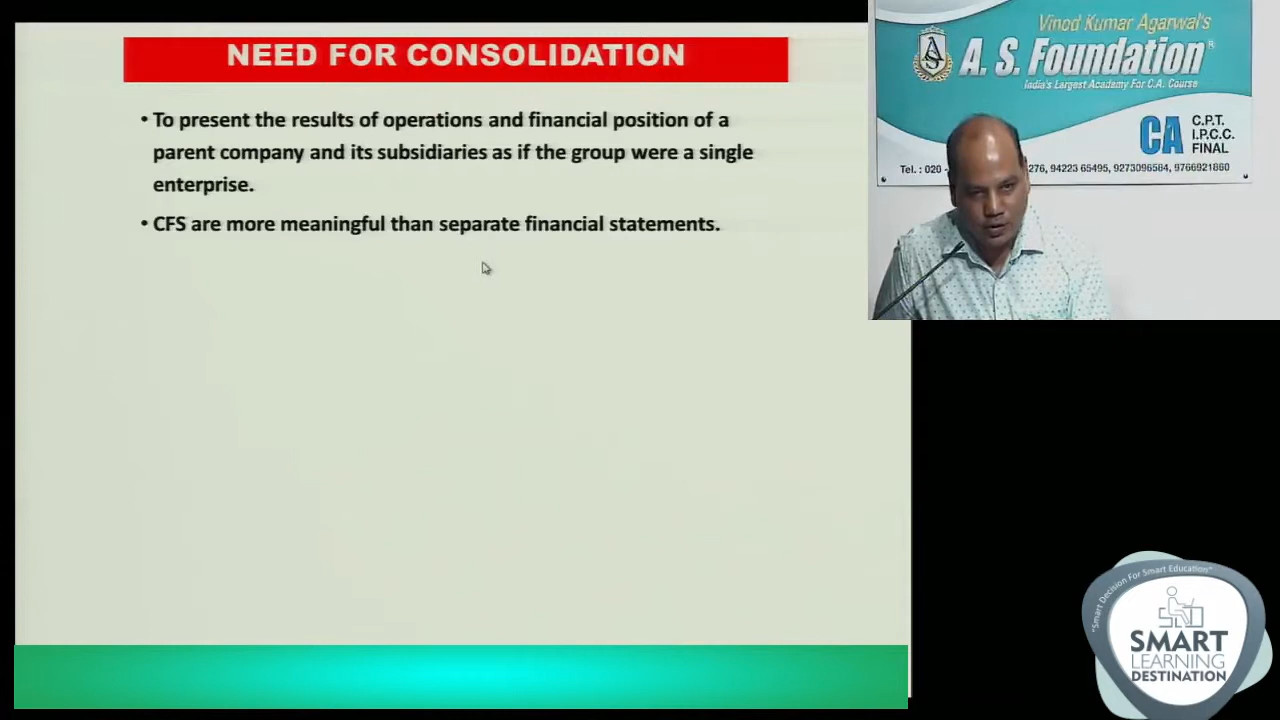 NEED FOR CONSOLIDATION
• To present the results of operations and financial position of a
parent company and its subsidiaries as if the group were a single
enterprise.
• CFS are more meaningful than separate financial statements.
Vinod Kumar Agarwal's
A. S. Foundation®
India's Largest Academy For C.A. Course
CA
C.P.T.
I.P.C.C.
FINAL
Tel. : 020 - 276, 94223 65495, 9273096584, 9766921860
"Smart Decision For Smart Education"
SMART
LEARNING
DESTINATION